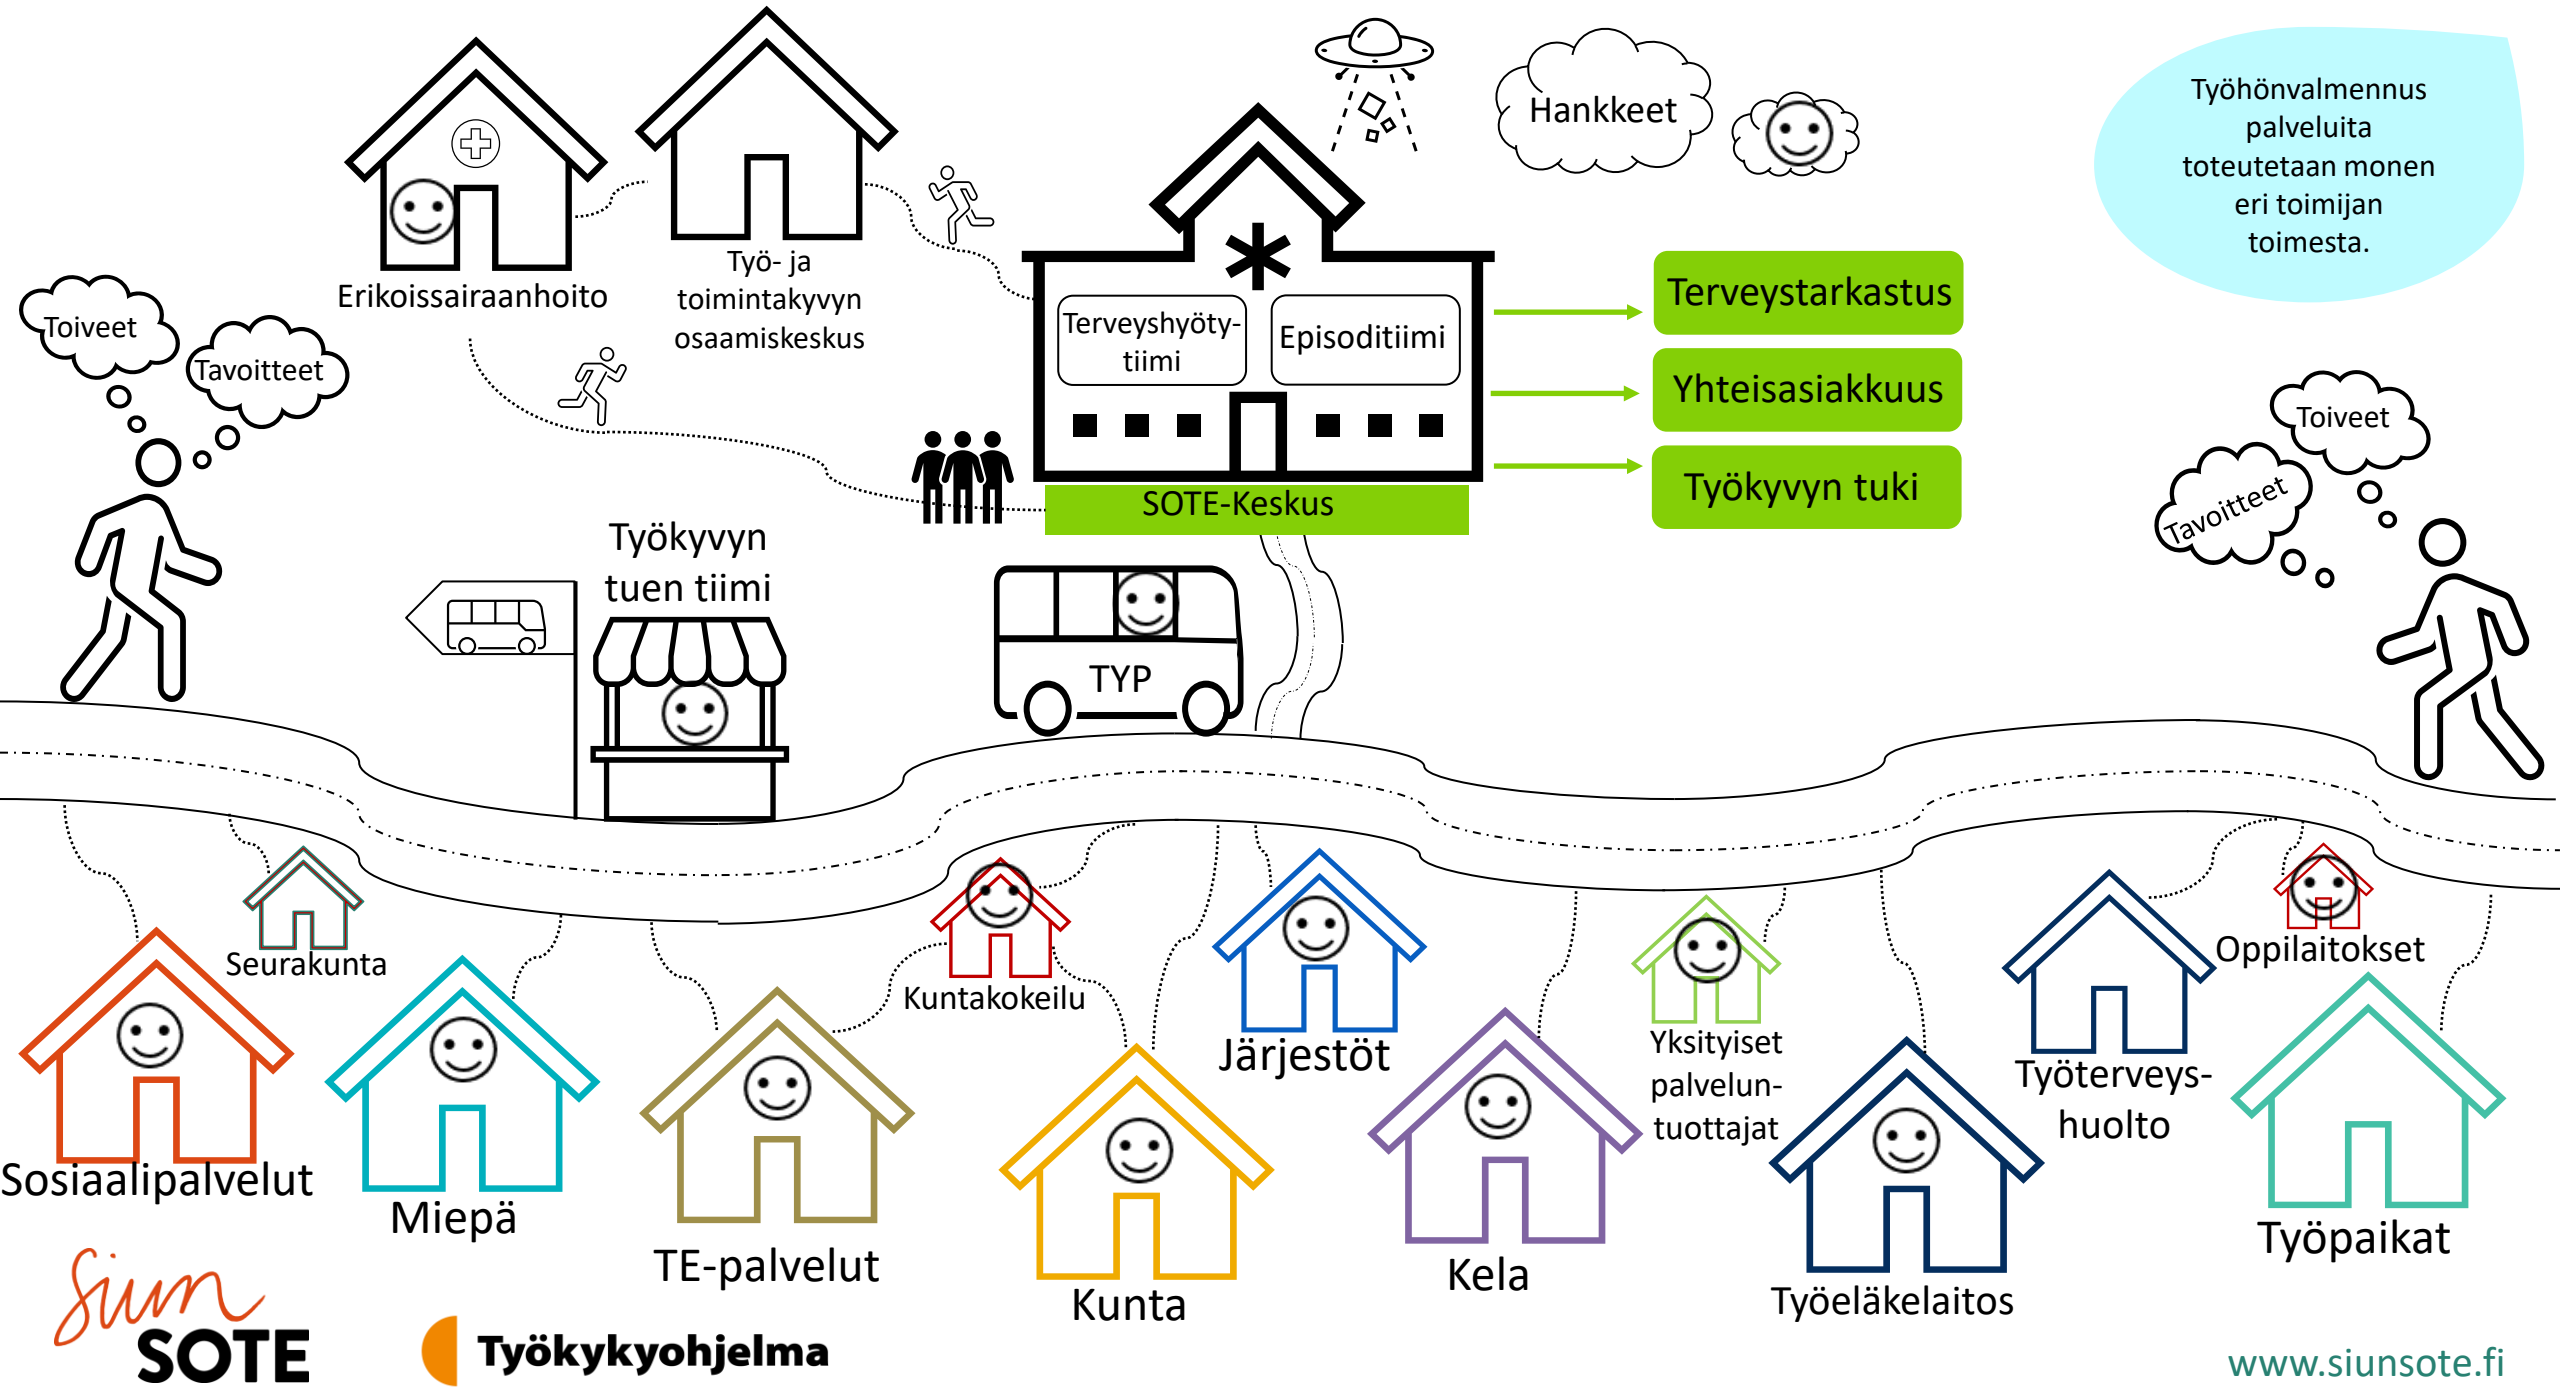 Hankkeet
Työhönvalmennus
palveluita
toteutetaan monen
eri toimijan
toimesta.
Työ- ja
toimintakyvyn
osaamiskeskus
Erikoissairaanhoito
Toiveet
Tavoitteet
Terveyshyöty-
tiimi
Episoditiimi
Terveystarkastus
Yhteisasiakkuus
Työkyvyn tuki
SOTE-Keskus
Toiveet
Tavoitteet
Työkyvyn
tuen tiimi
TYP
Seurakunta
Kuntakokeilu
Oppilaitokset
Järjestöt
Yksityiset
palvelun-
tuottajat
Työterveys-
huolto
Sosiaalipalvelut
Miepä
TE-palvelut
Kunta
Kela
Työeläkelaitos
Työpaikat
Siun
SOTE
Työkykyohjelma
www.siunsote.fi